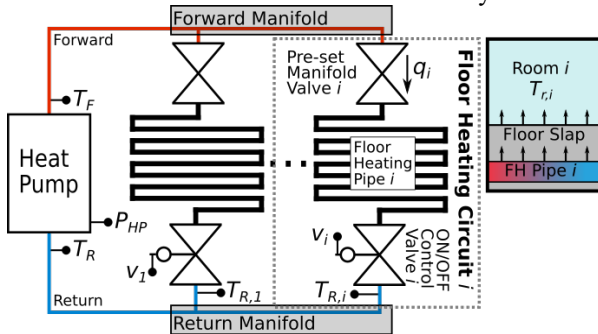 Forward Manifold
Forward
Pre-set
Manifold
Valve i
q_i
T_F
Heat
Pump
P_HP
T_R
Floor
Heating
Pipe i
Floor Heating Circuit i
v_1
v_i
ON/OFF
Control
Valve i
T_R,1
T_R,i
Return
Return Manifold
Room i
T_r,i
Floor Slap
FH Pipe i